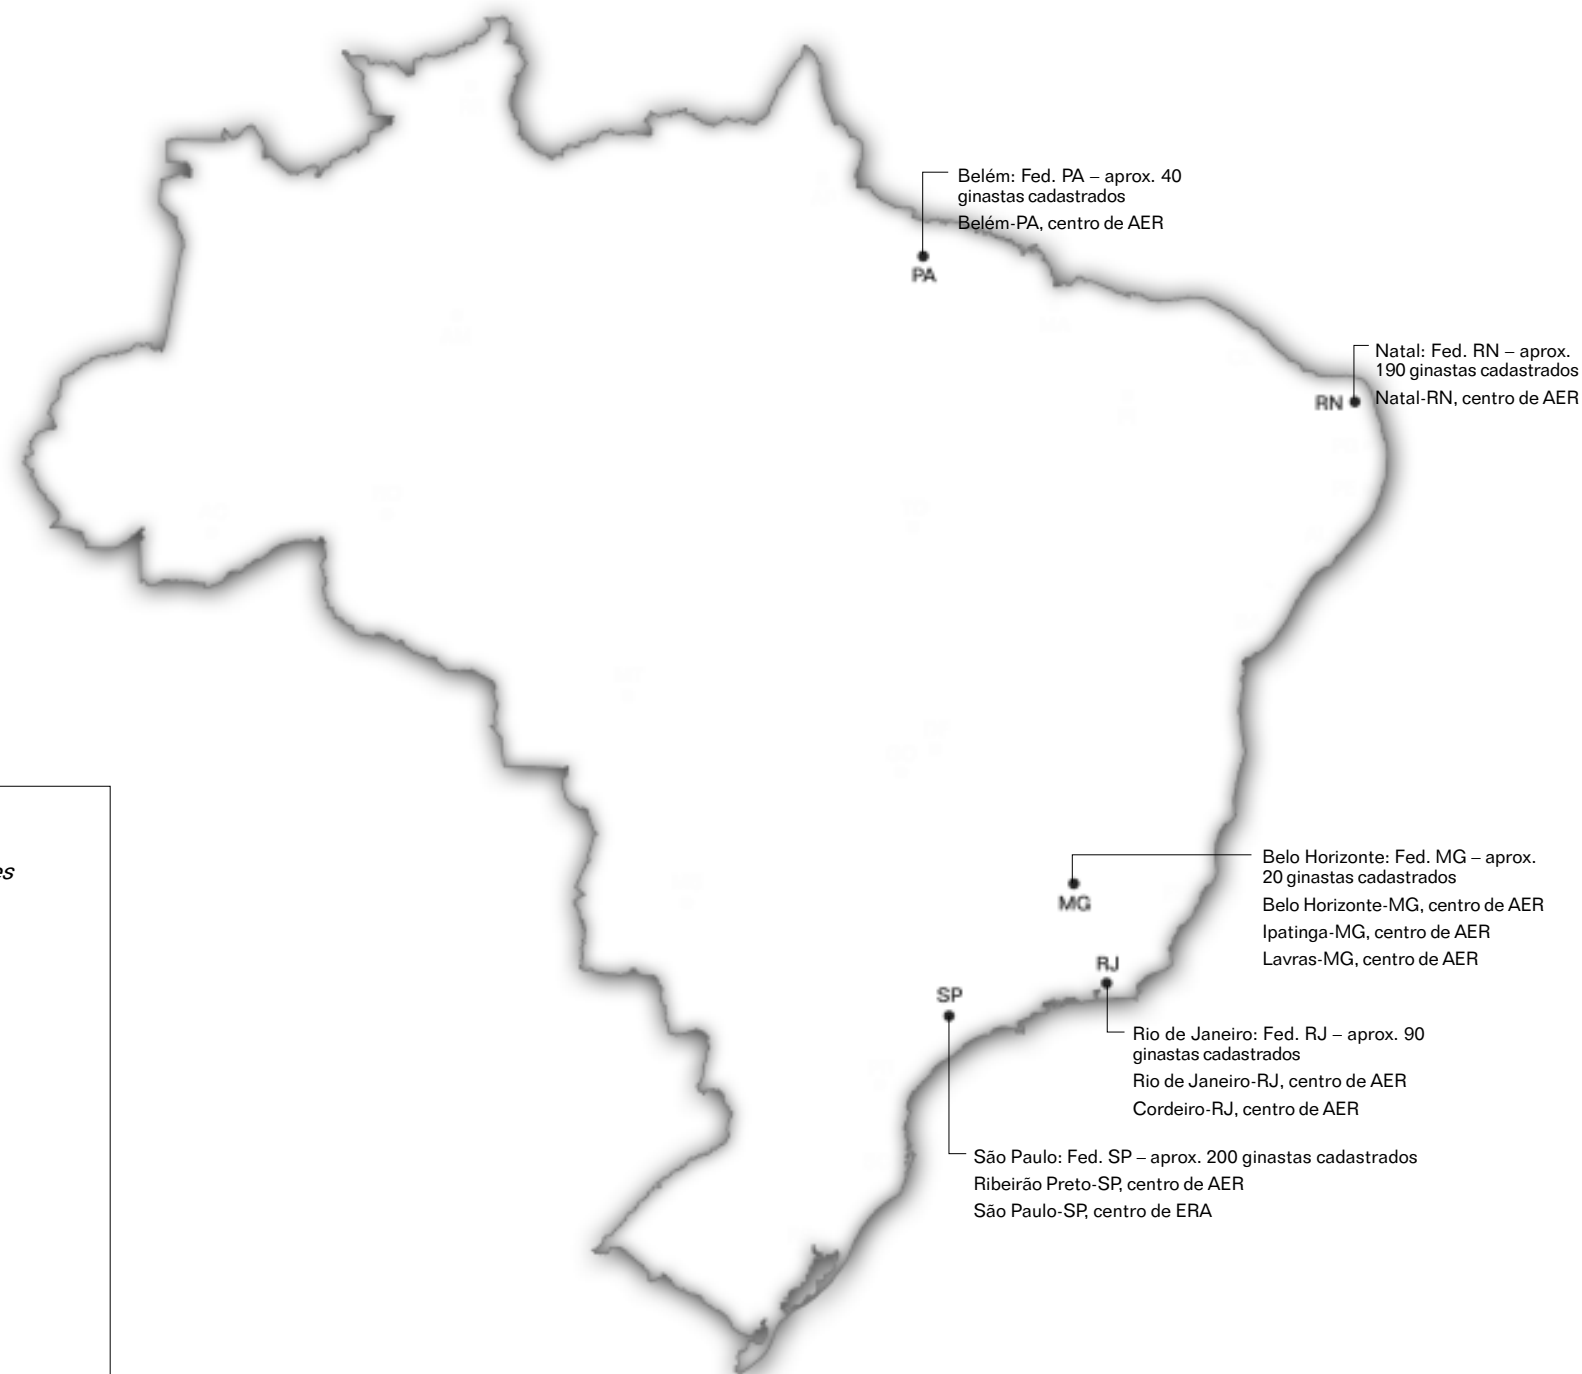 Belém: Fed. PA – aprox. 40
ginastas cadastrados
Belém-PA, centro de AER
PA
Natal: Fed. RN – aprox.
190 ginastas cadastrados
Natal-RN, centro de AER
RN
es
Belo Horizonte: Fed. MG – aprox.
20 ginastas cadastrados
Belo Horizonte-MG, centro de AER
Ipatinga-MG, centro de AER
Lavras-MG, centro de AER
MG
RJ
SP
Rio de Janeiro: Fed. RJ – aprox. 90
ginastas cadastrados
Rio de Janeiro-RJ, centro de AER
Cordeiro-RJ, centro de AER
São Paulo: Fed. SP – aprox. 200 ginastas cadastrados
Ribeirão Preto-SP, centro de AER
São Paulo-SP, centro de ERA